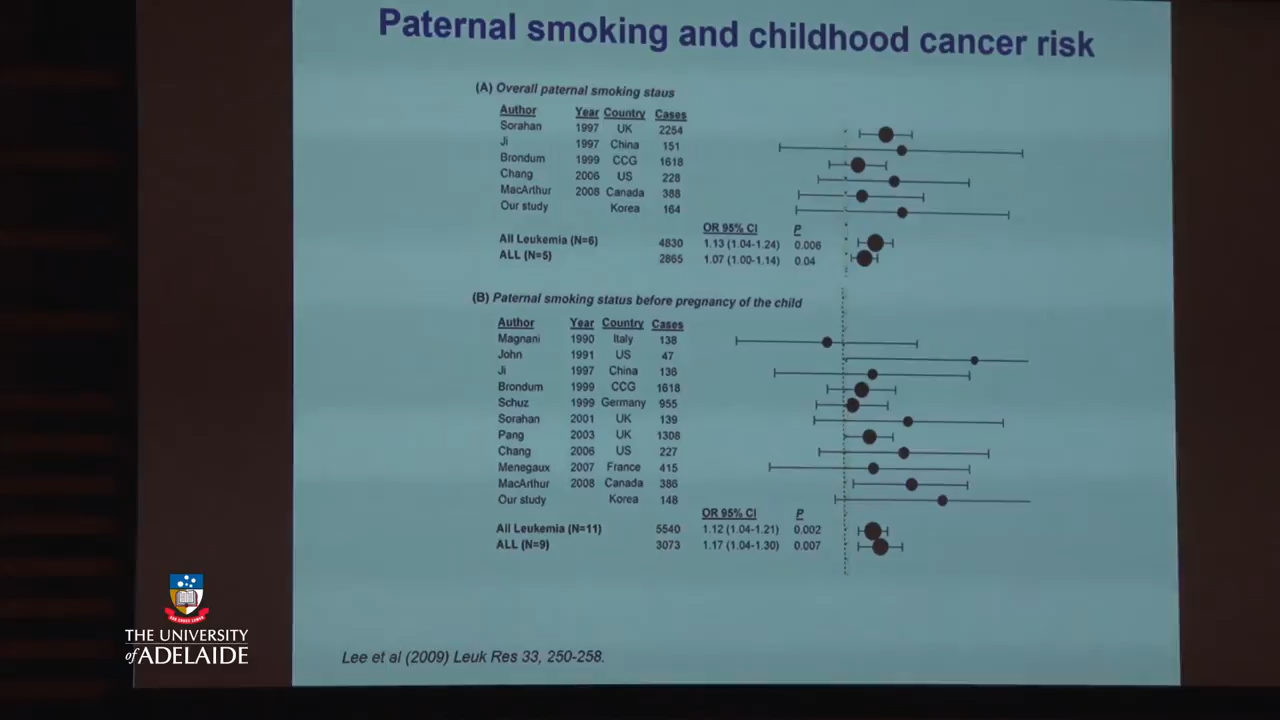 Paternal smoking and childhood cancer risk
(A) Overall paternal smoking staus
Author Year Country Cases
Sorahan 1997 UK 2254
Ji 1997 China 151
Brondum 1999 CCG 1618
Chang 2006 US 228
MacArthur 2008 Canada 388
Our study Korea 164
OR 95% CI P
All Leukemia (N=6) 4830 1.13 (1.04-1.24) 0.006
ALL (N=5) 2865 1.07 (1.00-1.14) 0.04
(B) Paternal smoking status before pregnancy of the child
Author Year Country Cases
Magnani 1990 Italy 138
John 1991 US 47
Ji 1997 China 136
Brondum 1999 CCG 1618
Schuz 1999 Germany 955
Sorahan 2001 UK 139
Pang 2003 UK 1308
Chang 2006 US 227
Menegaux 2007 France 415
MacArthur 2008 Canada 386
Our study Korea 148
OR 95% CI P
All Leukemia (N=11) 5540 1.12 (1.04-1.21) 0.002
ALL (N=9) 3073 1.17 (1.04-1.30) 0.007
Lee et al (2009) Leuk Res 33, 250-258.
THE UNIVERSITY
of ADELAIDE